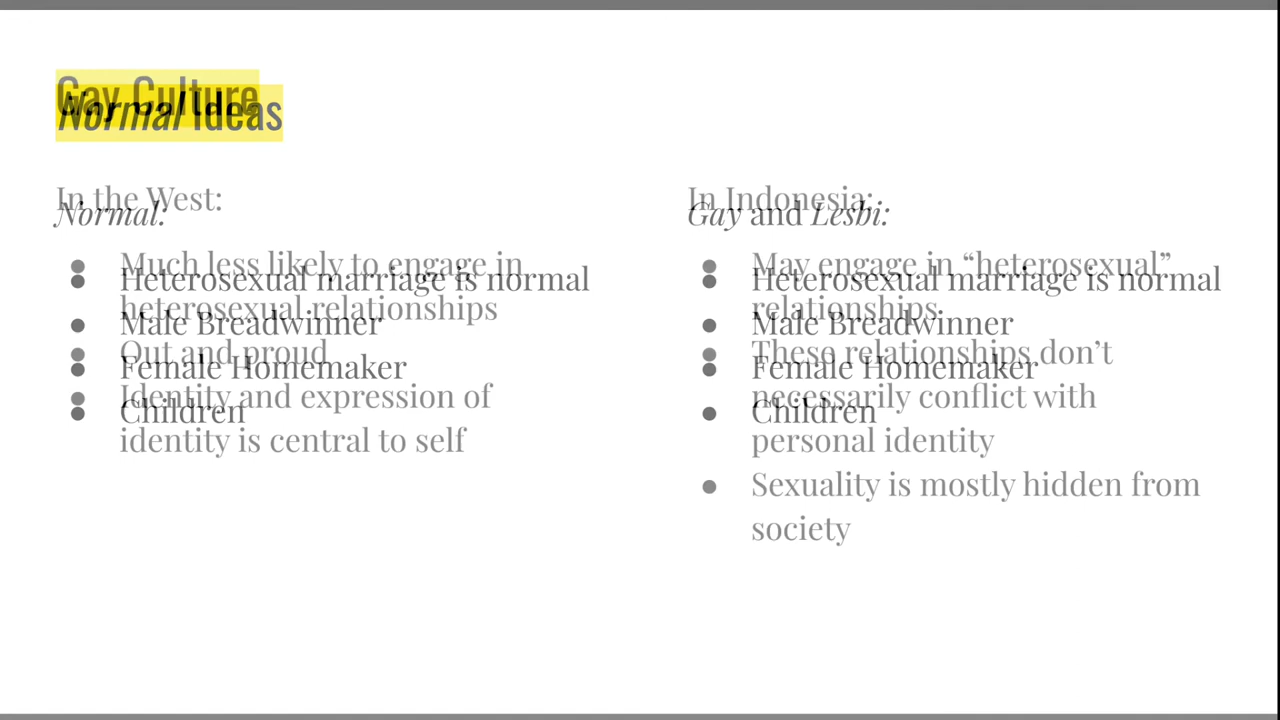 Gay Culture
Normal Ideas
In the West:
Normal:
Much less likely to engage in
Heterosexual marriage is normal
heterosexual relationships
Male Breadwinner
Out and proud
Female Homemaker
Identity and expression of
Children
identity is central to self
In Indonesia:
Gay and Lesbi:
May engage in “heterosexual”
Heterosexual marriage is normal
relationships
Male Breadwinner
These relationships don’t
Female Homemaker
necessarily conflict with
Children
personal identity
Sexuality is mostly hidden from
society